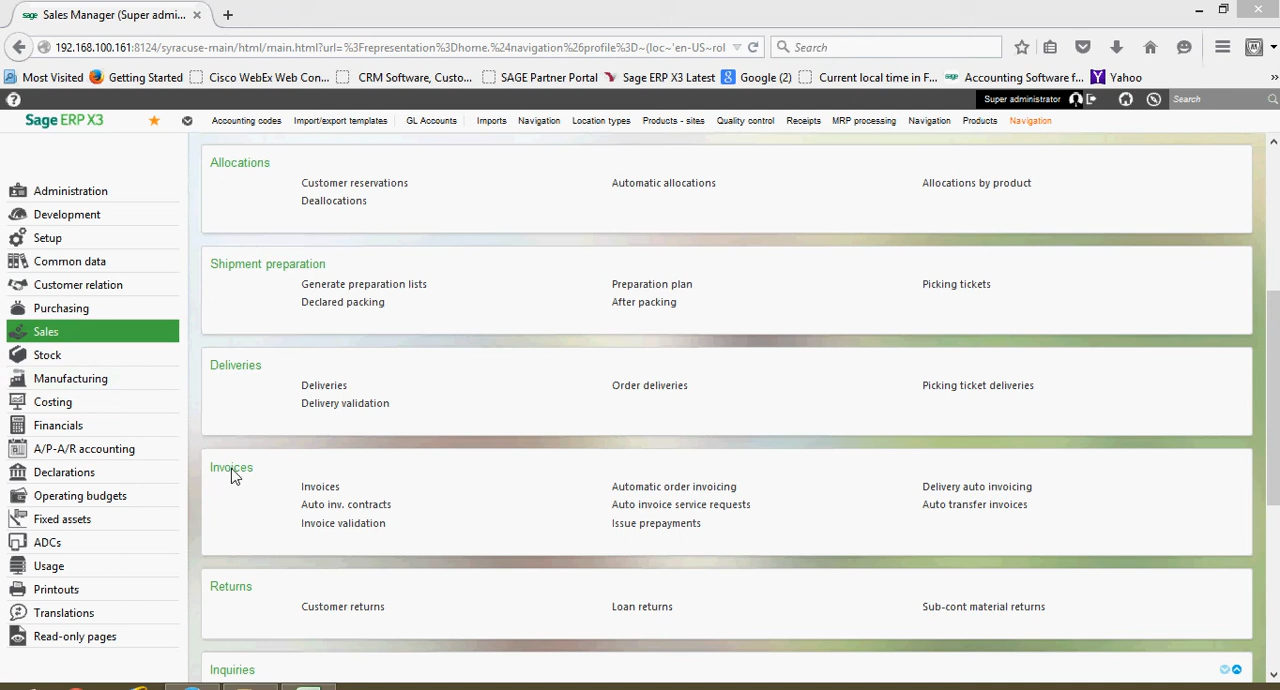 sage Sales Manager (Super admi... × +
192.168.100.161:8124/syracuse-main/html/main.html?url=%3Frepresentation%3Dhome.%24navigation%26profile%3D~(loc~'en-US~rol Search
Most Visited Getting Started Cisco WebEx Web Con... CRM Software, Custo... SAGE Partner Portal Sage ERP X3 Latest Google (2) Current local time in F... sage Accounting Software f... Yahoo »
? Super administrator Search
Sage ERP X3 Accounting codes Import/export templates GL Accounts Imports Navigation Location types Products - sites Quality control Receipts MRP processing Navigation Products Navigation
Administration
Development
Setup
Common data
Customer relation
Purchasing
Sales
Stock
Manufacturing
Costing
Financials
A/P-A/R accounting
Declarations
Operating budgets
Fixed assets
ADCs
Usage
Printouts
Translations
Read-only pages
Allocations
Customer reservations Automatic allocations Allocations by product
Deallocations
Shipment preparation
Generate preparation lists Preparation plan Picking tickets
Declared packing After packing
Deliveries
Deliveries Order deliveries Picking ticket deliveries
Delivery validation
Invoices
Invoices Automatic order invoicing Delivery auto invoicing
Auto inv. contracts Auto invoice service requests Auto transfer invoices
Invoice validation Issue prepayments
Returns
Customer returns Loan returns Sub-cont material returns
Inquiries